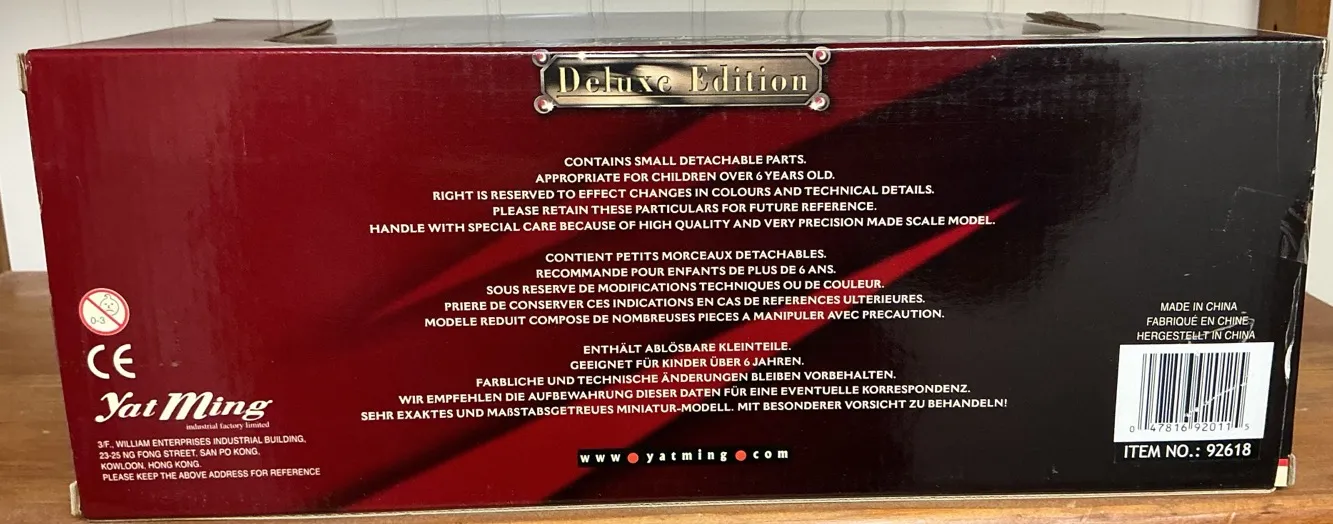 Deluxe Edition
CONTAINS SMALL DETACHABLE PARTS.
APPROPRIATE FOR CHILDREN OVER 6 YEARS OLD.
RIGHT IS RESERVED TO EFFECT CHANGES IN COLOURS AND TECHNICAL DETAILS.
PLEASE RETAIN THESE PARTICULARS FOR FUTURE REFERENCE.
HANDLE WITH SPECIAL CARE BECAUSE OF HIGH QUALITY AND VERY PRECISION MADE SCALE MODEL.
CONTIENT PETITS MORCEAUX DETACHABLES.
RECOMMANDE POUR ENFANTS DE PLUS DE 6 ANS.
SOUS RESERVE DE MODIFICATIONS TECHNIQUES OU DE COULEUR.
PRIERE DE CONSERVER CES INDICATIONS EN CAS DE REFERENCES ULTERIEURES.
MODELE REDUIT COMPOSE DE NOMBREUSES PIECES A MANIPULER AVEC PRECAUTION.
ENTHÄLT ABLÖSBARE KLEINTEILE.
GEEIGNET FÜR KINDER ÜBER 6 JAHREN.
FARBLICHE UND TECHNISCHE ÄNDERUNGEN BLEIBEN VORBEHALTEN.
WIR EMPFEHLEN DIE AUFBEWAHRUNG DIESER DATEN FÜR EINE EVENTUELLE KORRESPONDENZ.
SEHR EXAKTES UND MAßSTABSGETREUES MINIATUR-MODELL. MIT BESONDERER VORSICHT ZU BEHANDELN!
www.yatming.com
0-3
CE
Yat Ming
industrial factory limited
3/F., WILLIAM ENTERPRISES INDUSTRIAL BUILDING,
23-25 NG FONG STREET, SAN PO KONG,
KOWLOON, HONG KONG.
PLEASE KEEP THE ABOVE ADDRESS FOR REFERENCE
MADE IN CHINA
FABRIQUÉ EN CHINE
HERGESTELLT IN CHINA
0 47816 92011 5
ITEM NO.: 92618